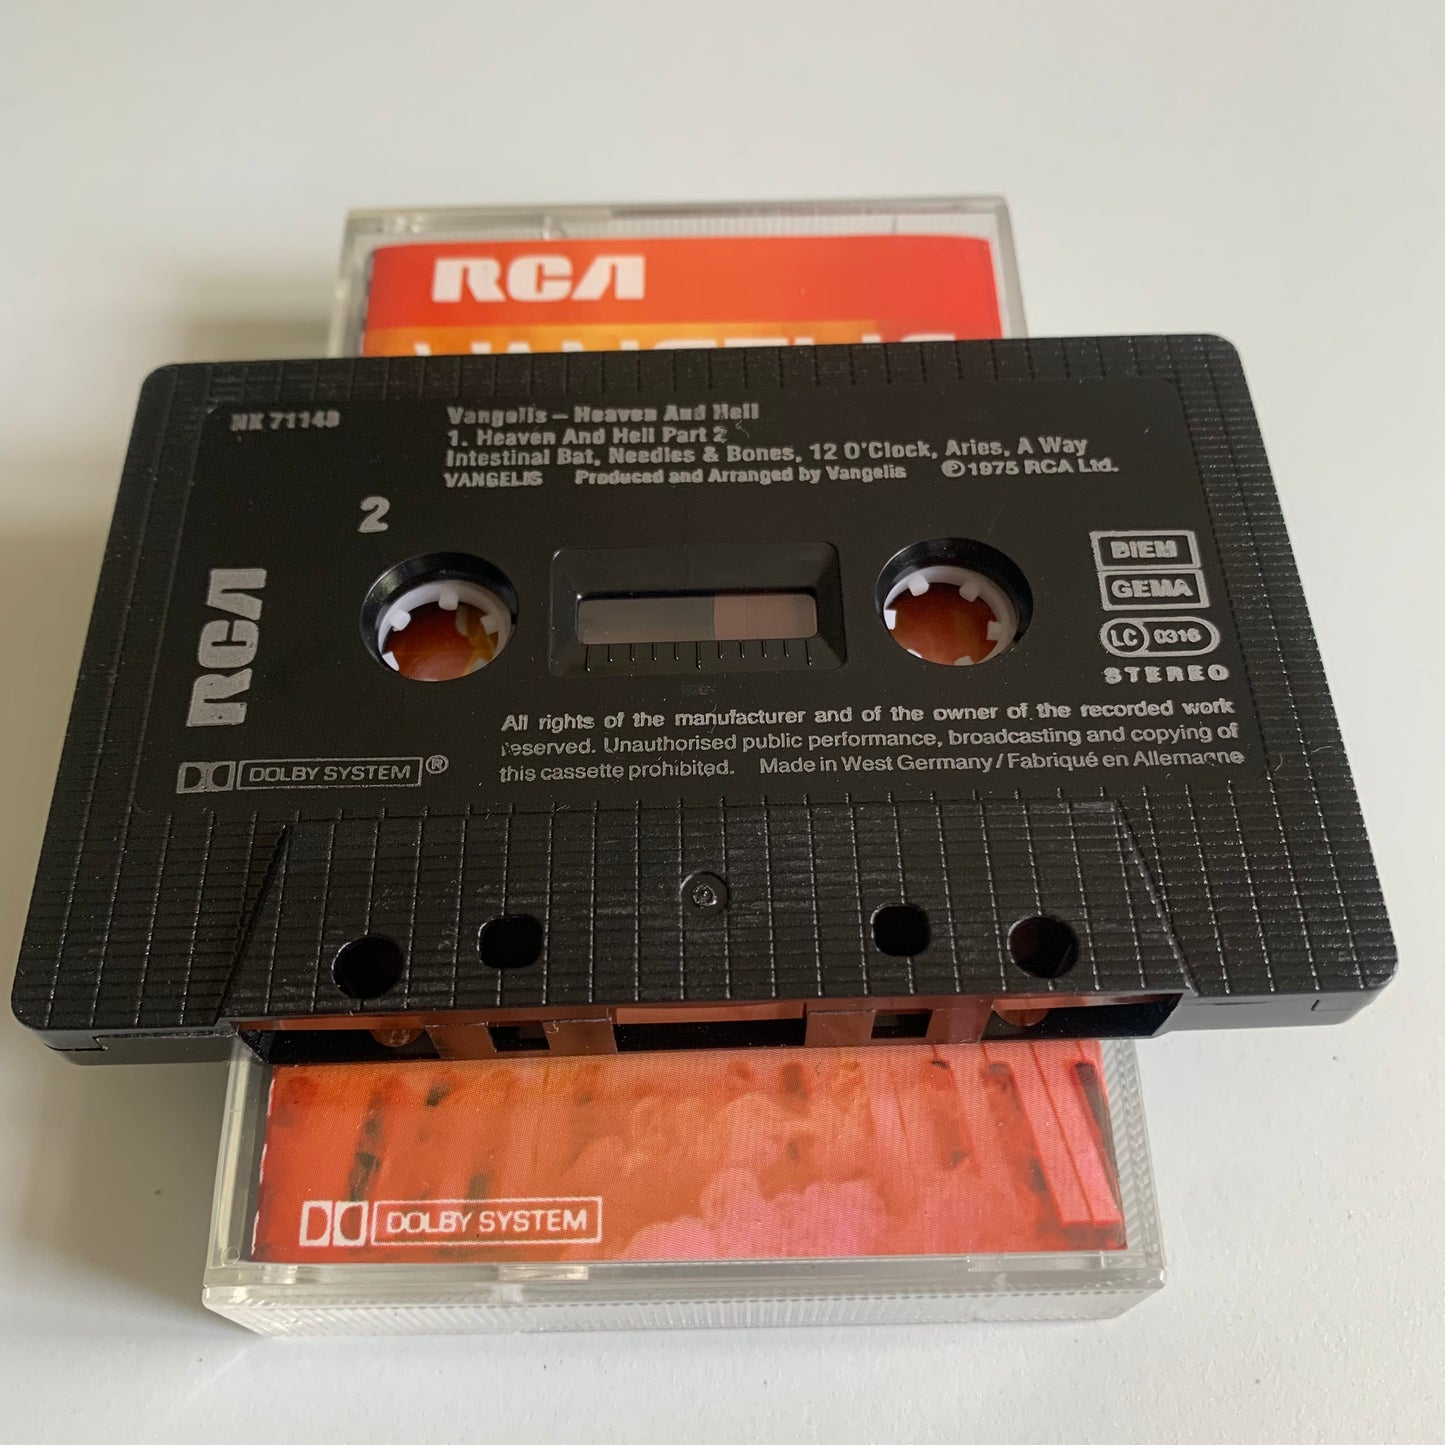 RCA
VANGELIS
NK 71148
Vangelis – Heaven And Hell
1. Heaven And Hell Part 2
Intestinal Bat, Needles & Bones, 12 O'Clock, Aries, A Way
VANGELIS Produced and Arranged by Vangelis ℗1975 RCA Ltd.
2
RCA
BIEM
GEMA
LC 0316
STEREO
All rights of the manufacturer and of the owner of the recorded work
reserved. Unauthorised public performance, broadcasting and copying of
this cassette prohibited. Made in West Germany / Fabriqué en Allemagne
DOLBY SYSTEM ®
DOLBY SYSTEM